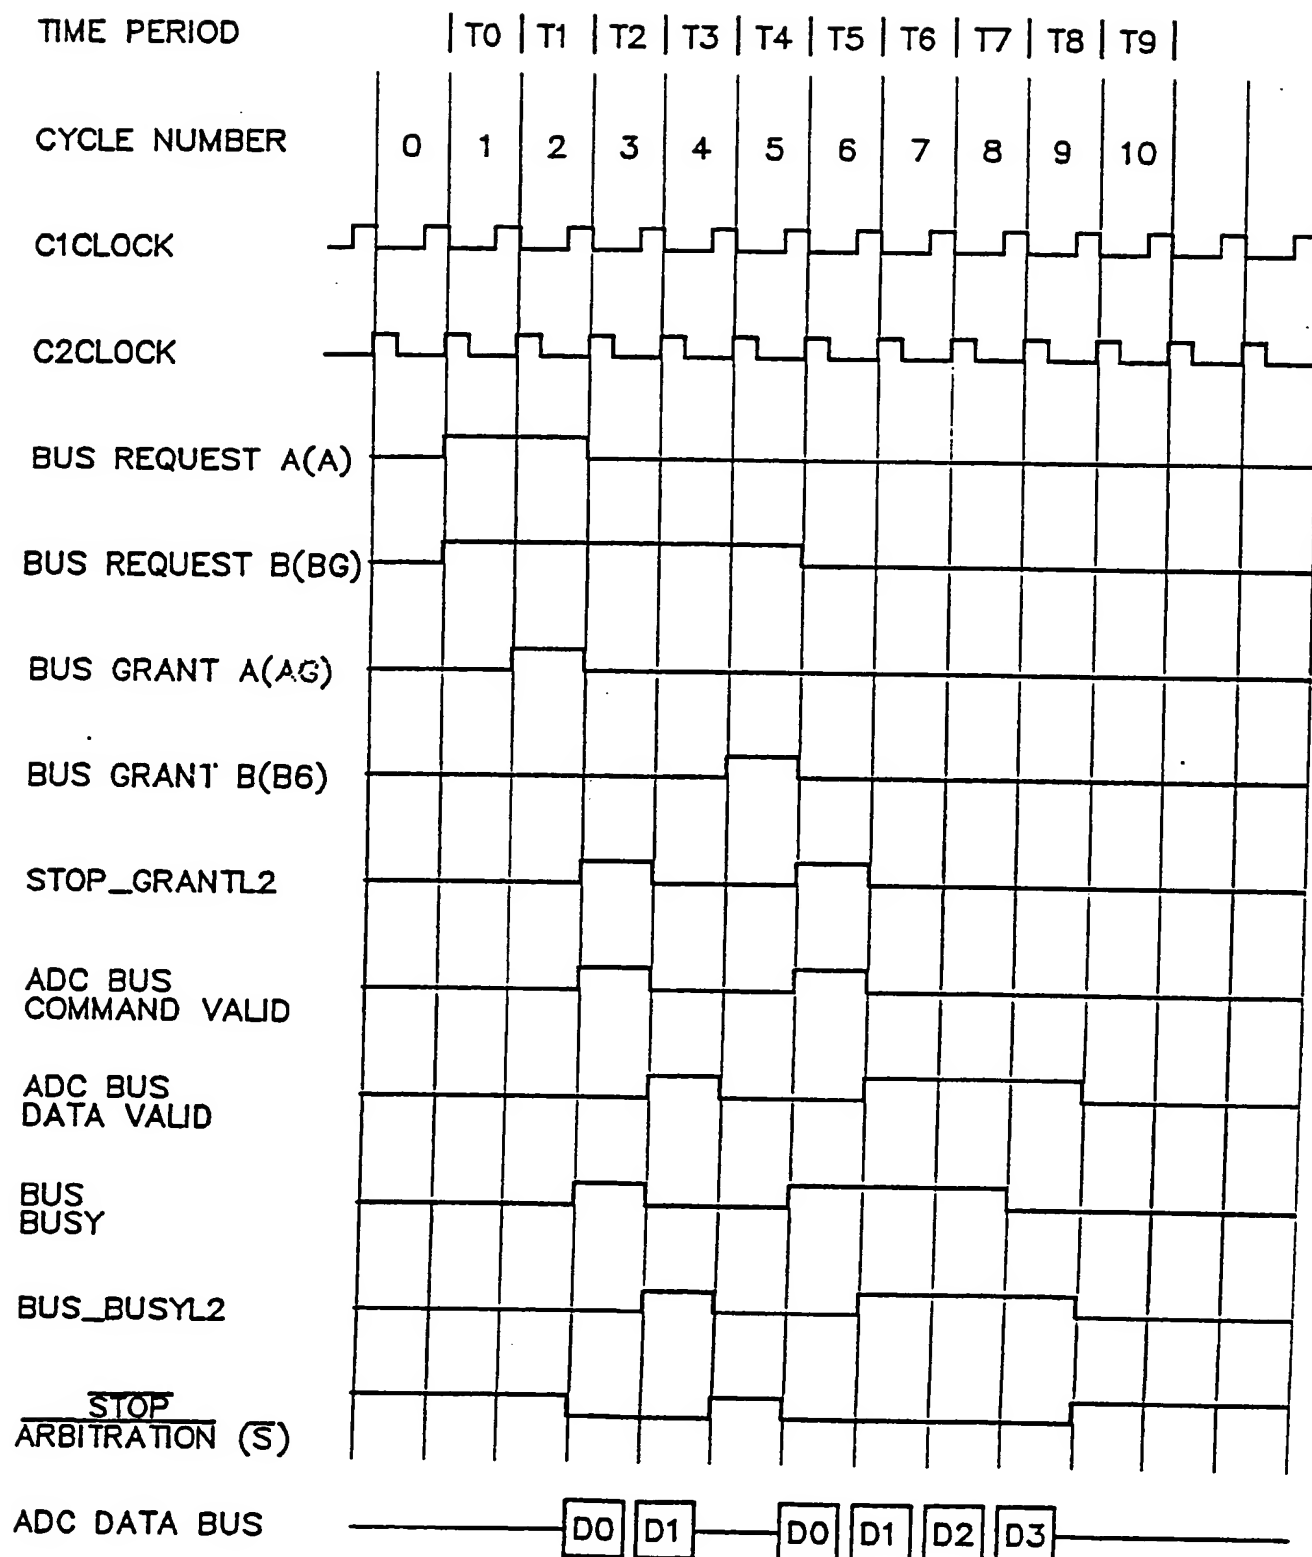 TIME PERIOD | T0 | T1 | T2 | T3 | T4 | T5 | T6 | T7 | T8 | T9 |
CYCLE NUMBER 0 1 2 3 4 5 6 7 8 9 10
C1CLOCK
C2CLOCK
BUS REQUEST A(A)
BUS REQUEST B(BG)
BUS GRANT A(AG)
BUS GRANT B(B6)
STOP_GRANTL2
ADC BUS
COMMAND VALID
ADC BUS
DATA VALID
BUS
BUSY
BUS_BUSYL2
STOP
ARBITRATION (S̅)
ADC DATA BUS D0 D1 D0 D1 D2 D3